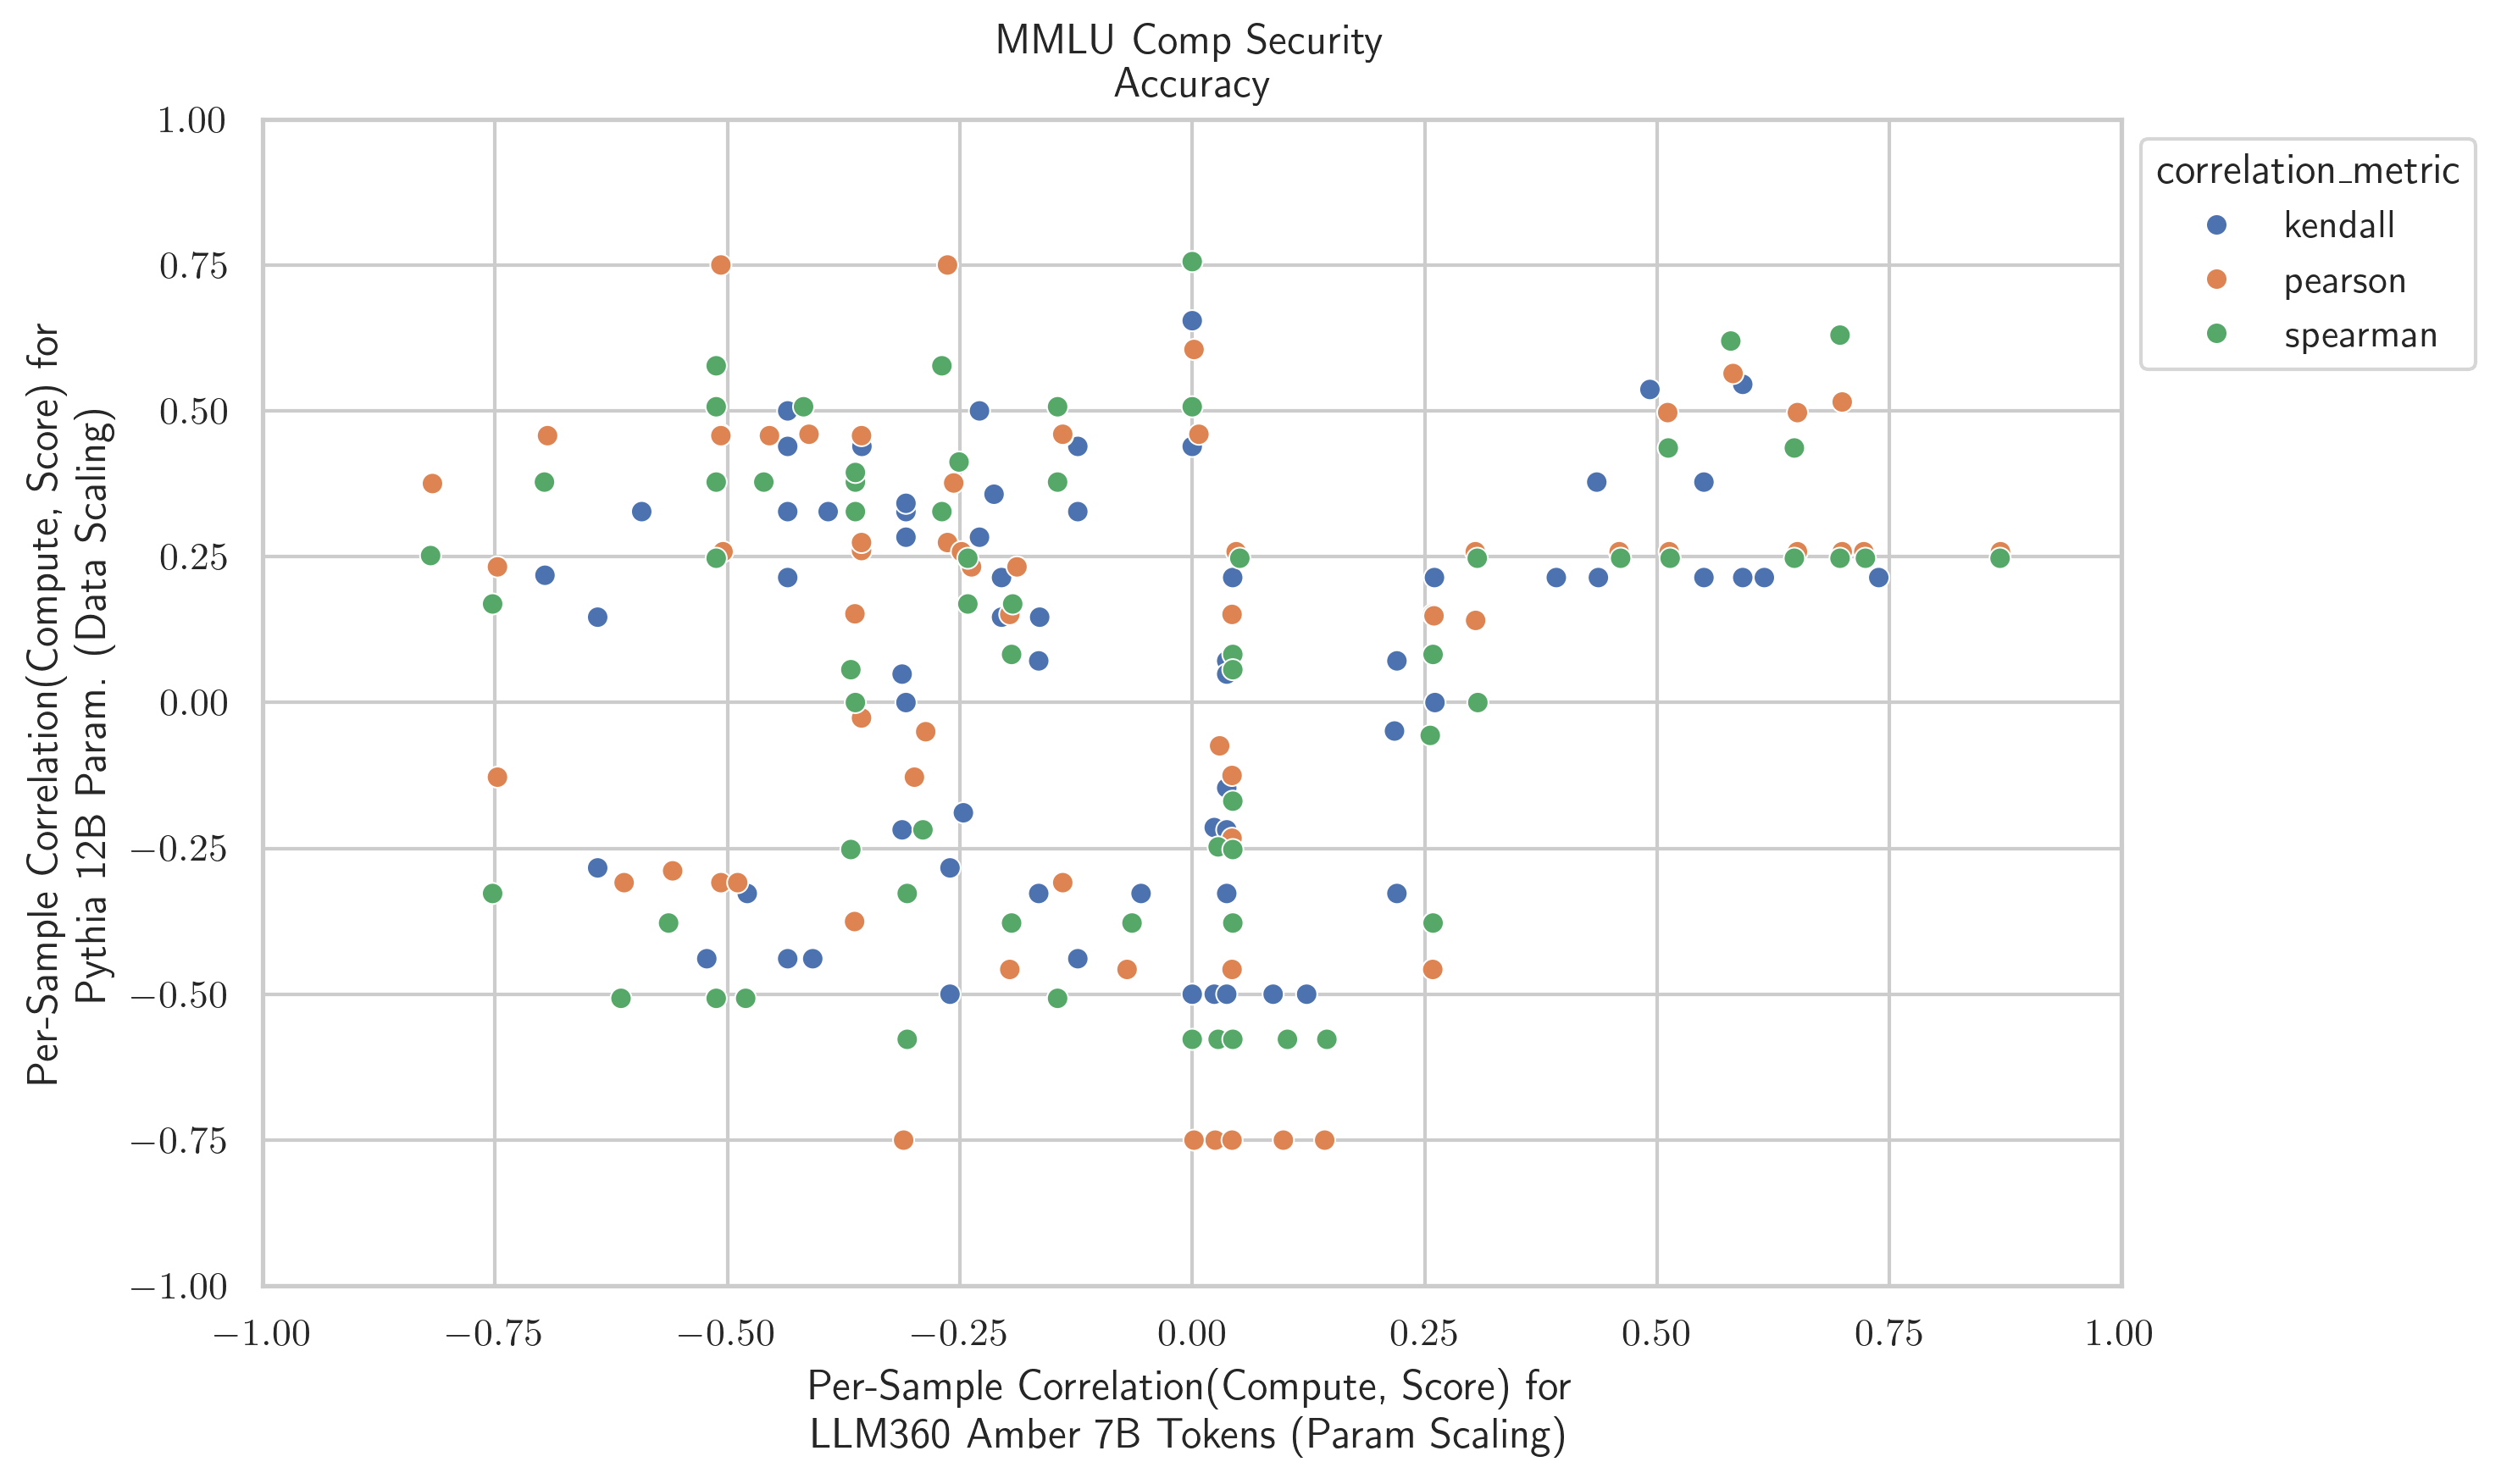 MMLU Comp Security
Accuracy
1.00
0.75
0.50
0.25
0.00
−0.25
−0.50
−0.75
−1.00
Per-Sample Correlation(Compute, Score) for
Pythia 12B Param. (Data Scaling)
−1.00 −0.75 −0.50 −0.25 0.00 0.25 0.50 0.75 1.00
Per-Sample Correlation(Compute, Score) for
LLM360 Amber 7B Tokens (Param Scaling)
correlation_metric
kendall
pearson
spearman